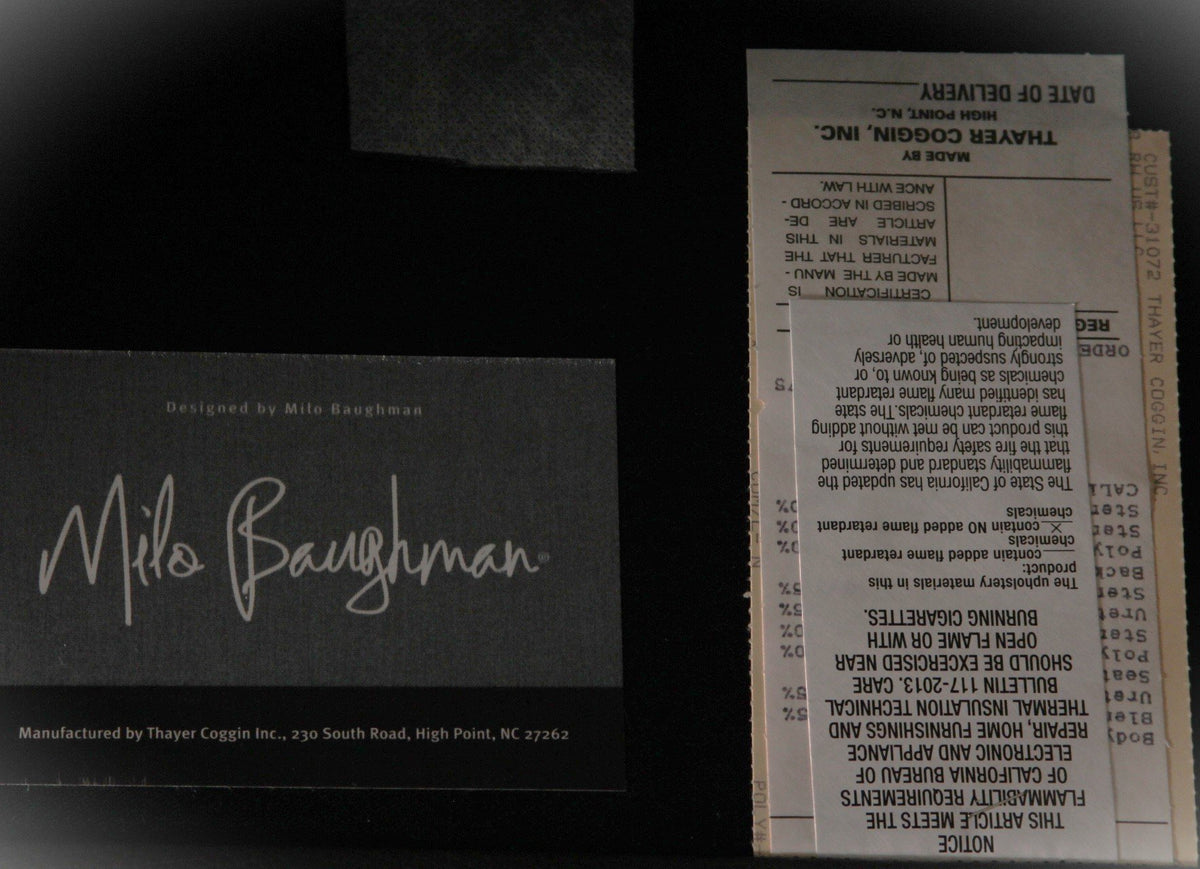 Designed by Milo Baughman
Milo Baughman®
Manufactured by Thayer Coggin Inc., 230 South Road, High Point, NC 27262
NOTICE
THIS ARTICLE MEETS THE
FLAMMABILITY REQUIREMENTS
OF CALIFORNIA BUREAU OF
ELECTRONIC AND APPLIANCE
REPAIR, HOME FURNISHINGS AND
THERMAL INSULATION TECHNICAL
BULLETIN 117-2013. CARE
SHOULD BE EXCERCISED NEAR
OPEN FLAME OR WITH
BURNING CIGARETTES.
The upholstery materials in this
product:
contain added flame retardant
chemicals
X contain NO added flame retardant
chemicals
The State of California has updated the
flammability standard and determined
that the fire safety requirements for
this product can be met without adding
flame retardant chemicals. The state
has identified many flame retardant
chemicals as being known to, or
strongly suspected of, adversely
impacting human health or
development.
Body
Seat
Poly
Back
Poly
ORDE
REG
CERTIFICATION IS
MADE BY THE MANU-
FACTURER THAT THE
MATERIALS IN THIS
ARTICLE ARE DE-
SCRIBED IN ACCORD-
ANCE WITH LAW.
MADE BY
THAYER COGGIN, INC.
HIGH POINT, N.C.
DATE OF DELIVERY
CUST#-31072 THAYER COGGIN, INC.